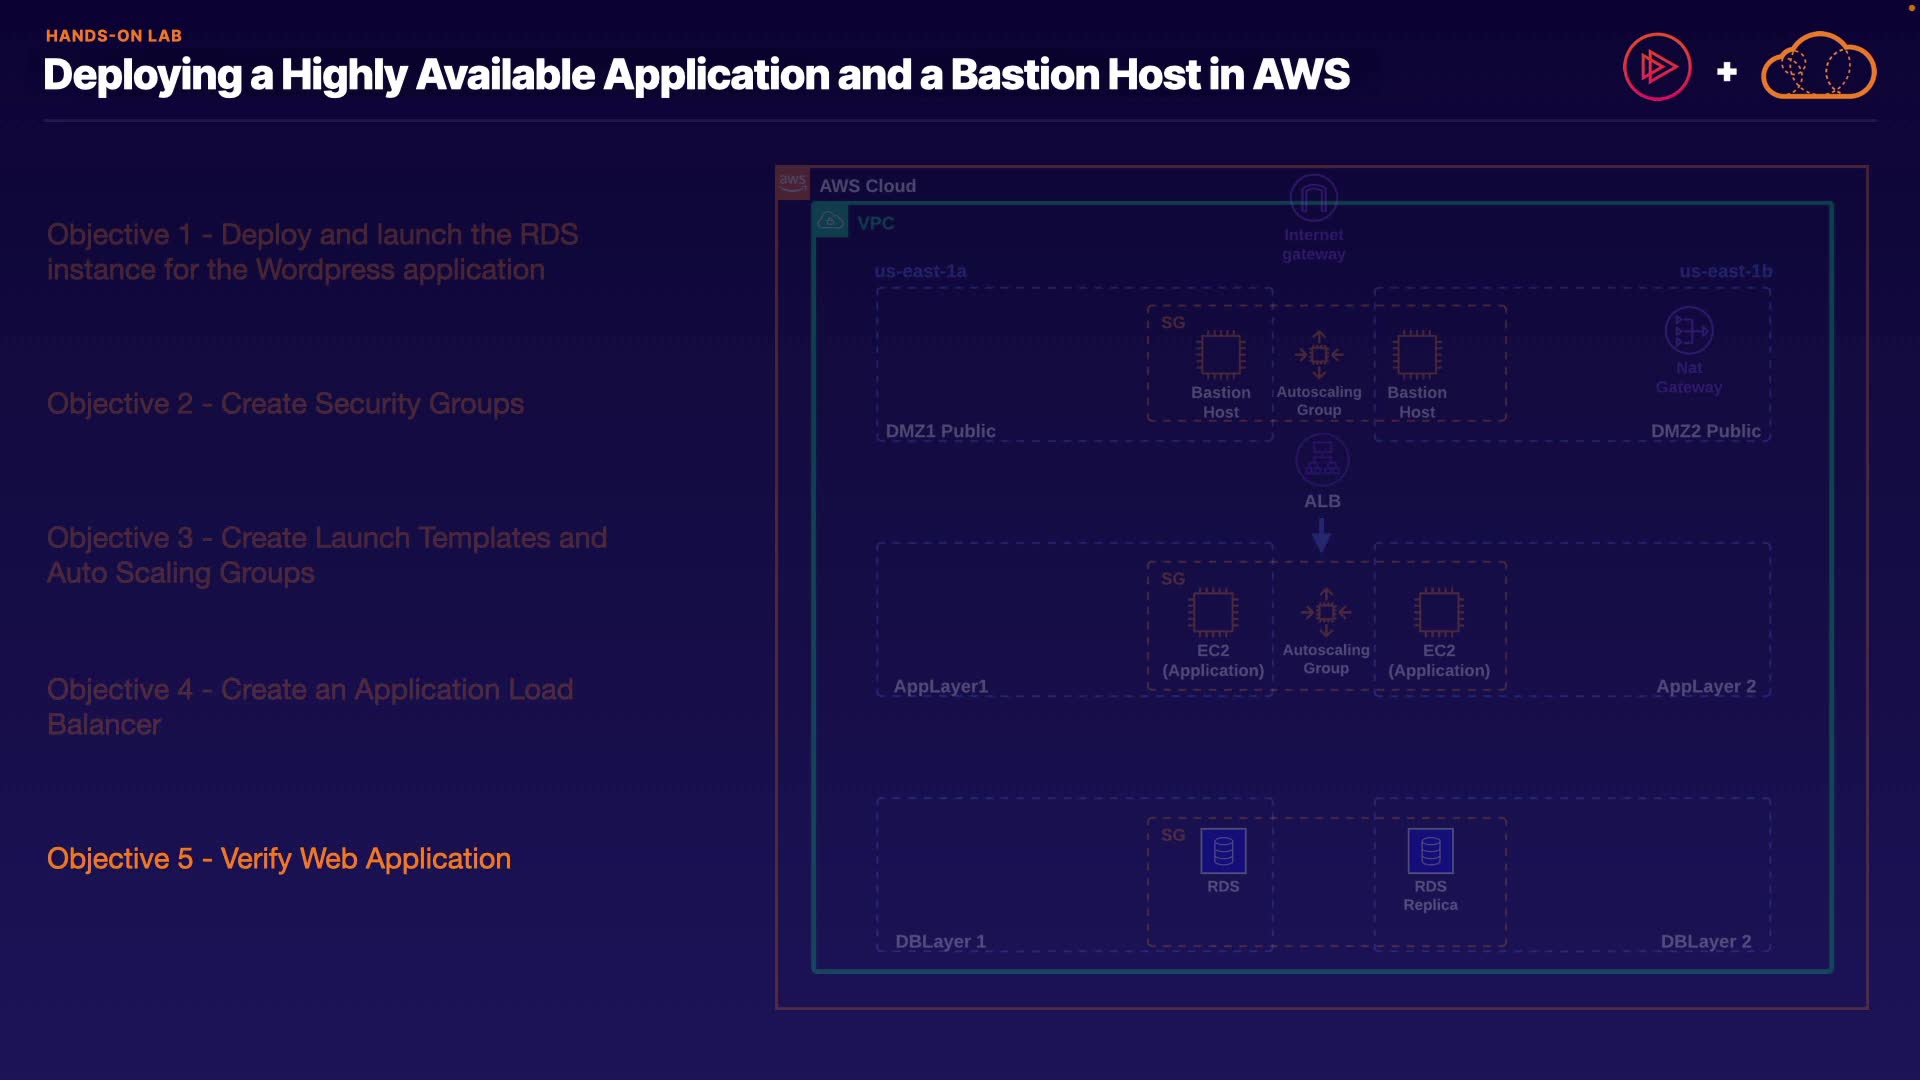 HANDS-ON LAB
Deploying a Highly Available Application and a Bastion Host in AWS
Objective 1 - Deploy and launch the RDS
instance for the Wordpress application
Objective 2 - Create Security Groups
Objective 3 - Create Launch Templates and
Auto Scaling Groups
Objective 4 - Create an Application Load
Balancer
Objective 5 - Verify Web Application
aws
AWS Cloud
VPC
Internet
gateway
us-east-1a
us-east-1b
SG
Bastion
Host
Autoscaling
Group
Bastion
Host
Nat
Gateway
DMZ1 Public
DMZ2 Public
ALB
SG
EC2
(Application)
Autoscaling
Group
EC2
(Application)
AppLayer1
AppLayer 2
SG
RDS
RDS
Replica
DBLayer 1
DBLayer 2